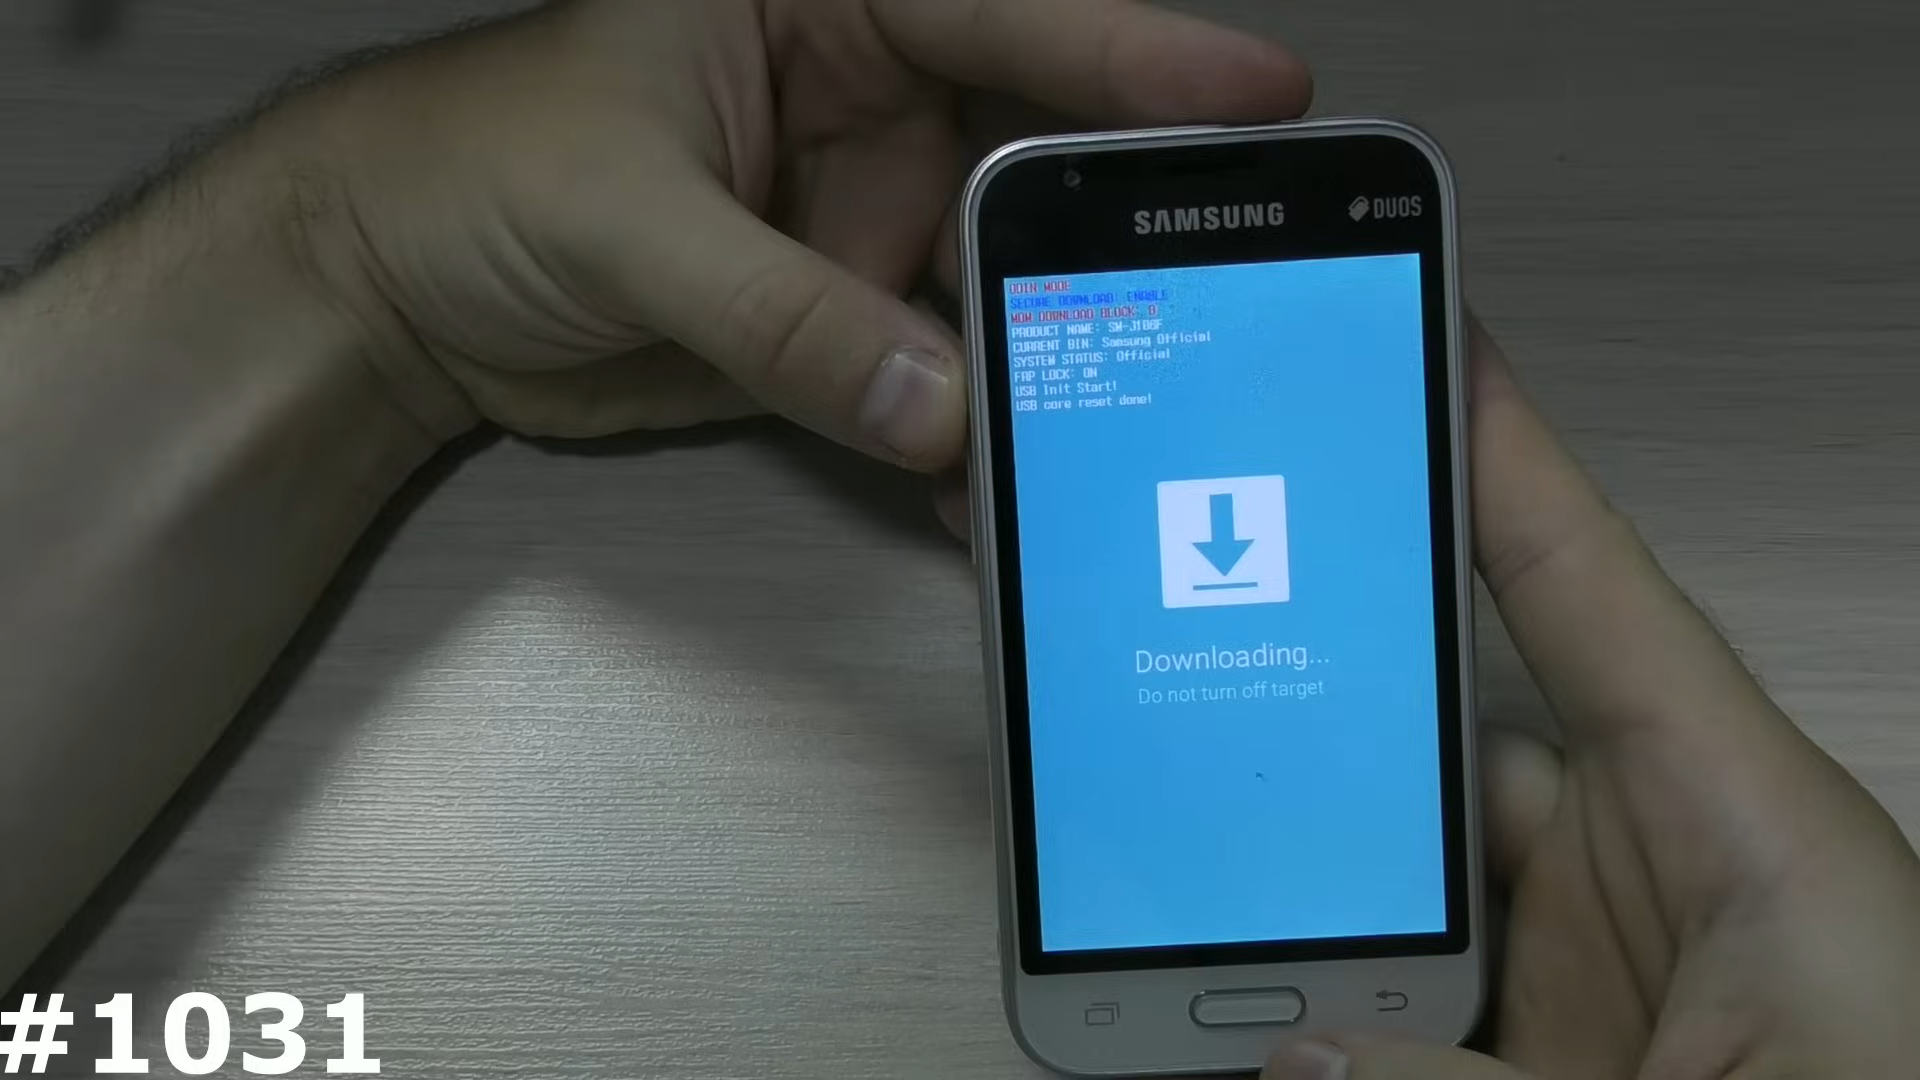 SAMSUNG
DUOS
ODIN MODE
SECURE DOWNLOAD: ENABLE
MDM DOWNLOAD BLOCK: 0
PRODUCT NAME: SM-J106F
CURRENT BIN: Samsung Official
SYSTEM STATUS: Official
FRP LOCK: ON
USB Init Start!
USB core reset done!
Downloading...
Do not turn off target
#1031